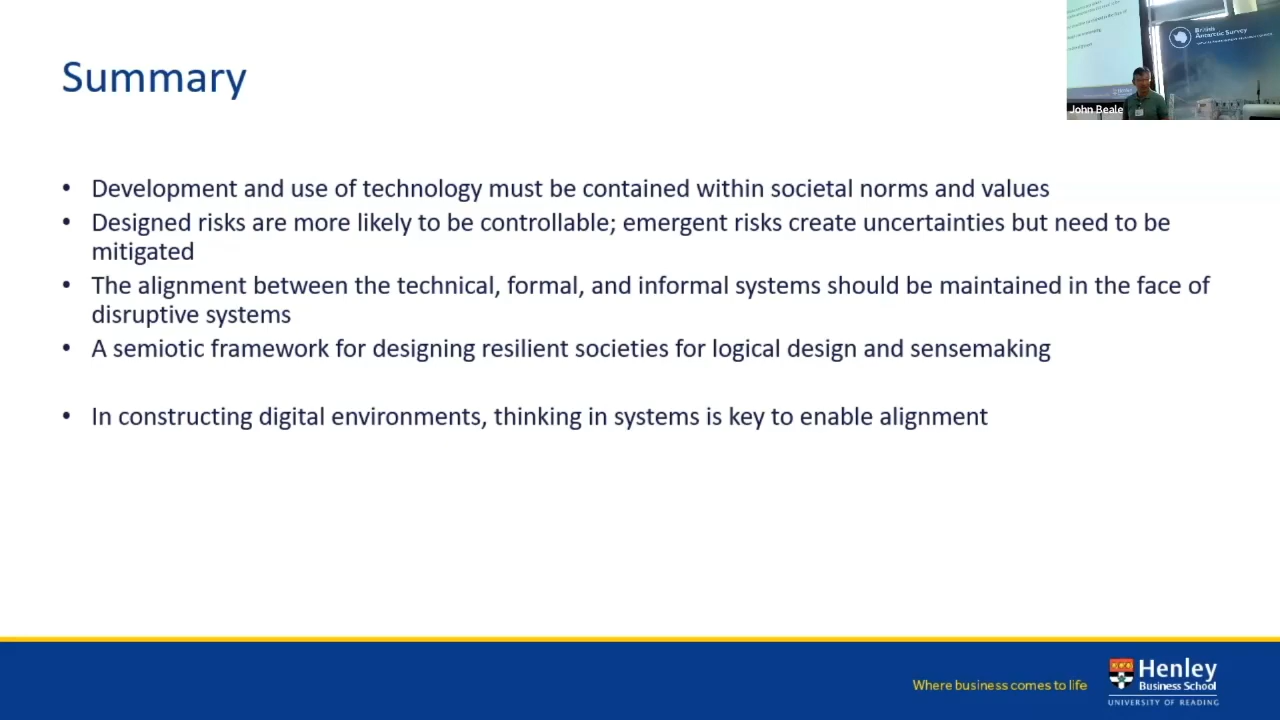 Summary
• Development and use of technology must be contained within societal norms and values
• Designed risks are more likely to be controllable; emergent risks create uncertainties but need to be
mitigated
• The alignment between the technical, formal, and informal systems should be maintained in the face of
disruptive systems
• A semiotic framework for designing resilient societies for logical design and sensemaking
• In constructing digital environments, thinking in systems is key to enable alignment
British
Antarctic Survey
Henley
John Beale
Where business comes to life
Henley
Business School
UNIVERSITY OF READING